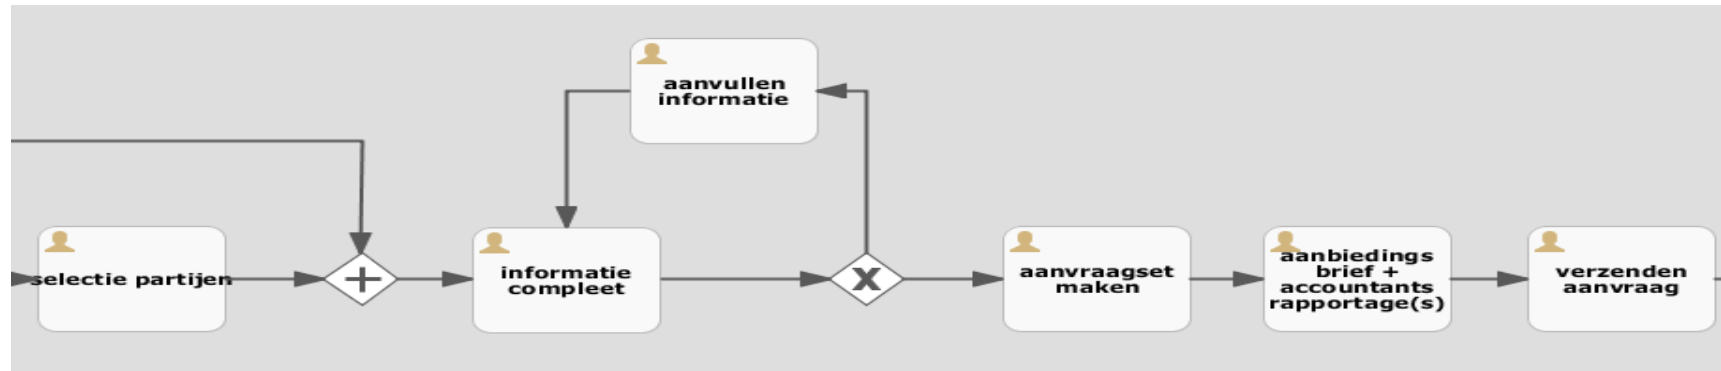 aanvullen
informatie
selectie partijen
informatie
compleet
aanvraagset
maken
aanbiedings
brief +
accountants
rapportage(s)
verzenden
aanvraag